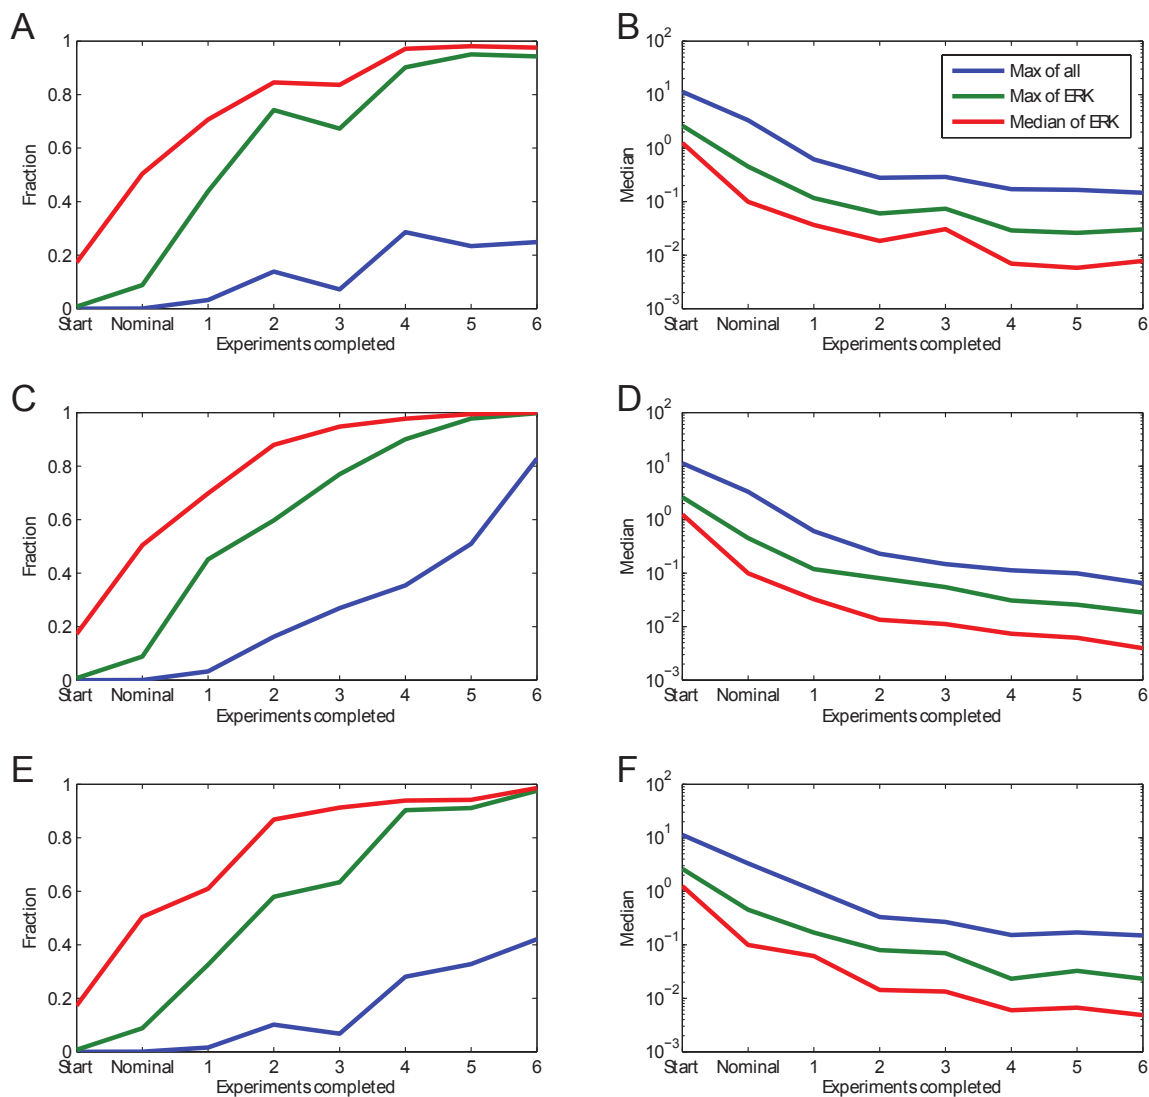 A
1
0.8
0.6
0.4
0.2
0
Fraction
Start Nominal 1 2 3 4 5 6
Experiments completed
B
10^2
10^1
10^0
10^−1
10^−2
10^−3
Median
Max of all
Max of ERK
Median of ERK
Start Nominal 1 2 3 4 5 6
Experiments completed
C
1
0.8
0.6
0.4
0.2
0
Fraction
Start Nominal 1 2 3 4 5 6
Experiments completed
D
10^2
10^1
10^0
10^−1
10^−2
10^−3
Median
Start Nominal 1 2 3 4 5 6
Experiments completed
E
1
0.8
0.6
0.4
0.2
0
Fraction
Start Nominal 1 2 3 4 5 6
Experiments completed
F
10^2
10^1
10^0
10^−1
10^−2
10^−3
Median
Start Nominal 1 2 3 4 5 6
Experiments completed